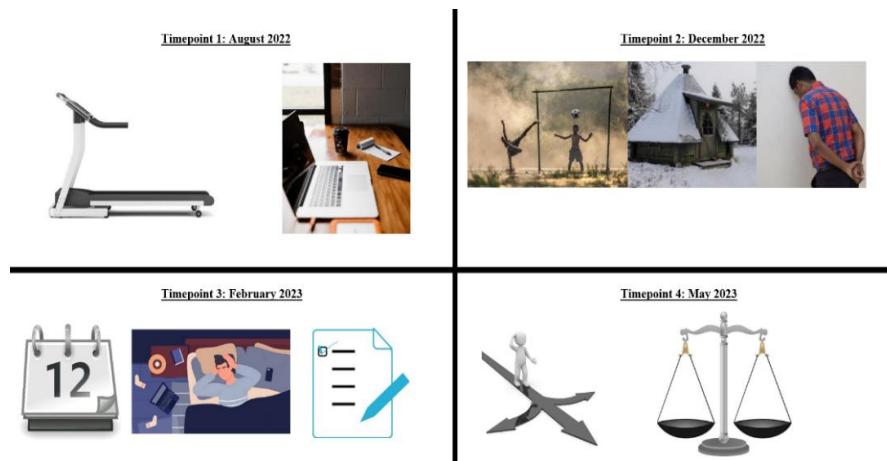 Timepoint 1: August 2022
Timepoint 2: December 2022
Timepoint 3: February 2023
12
Timepoint 4: May 2023